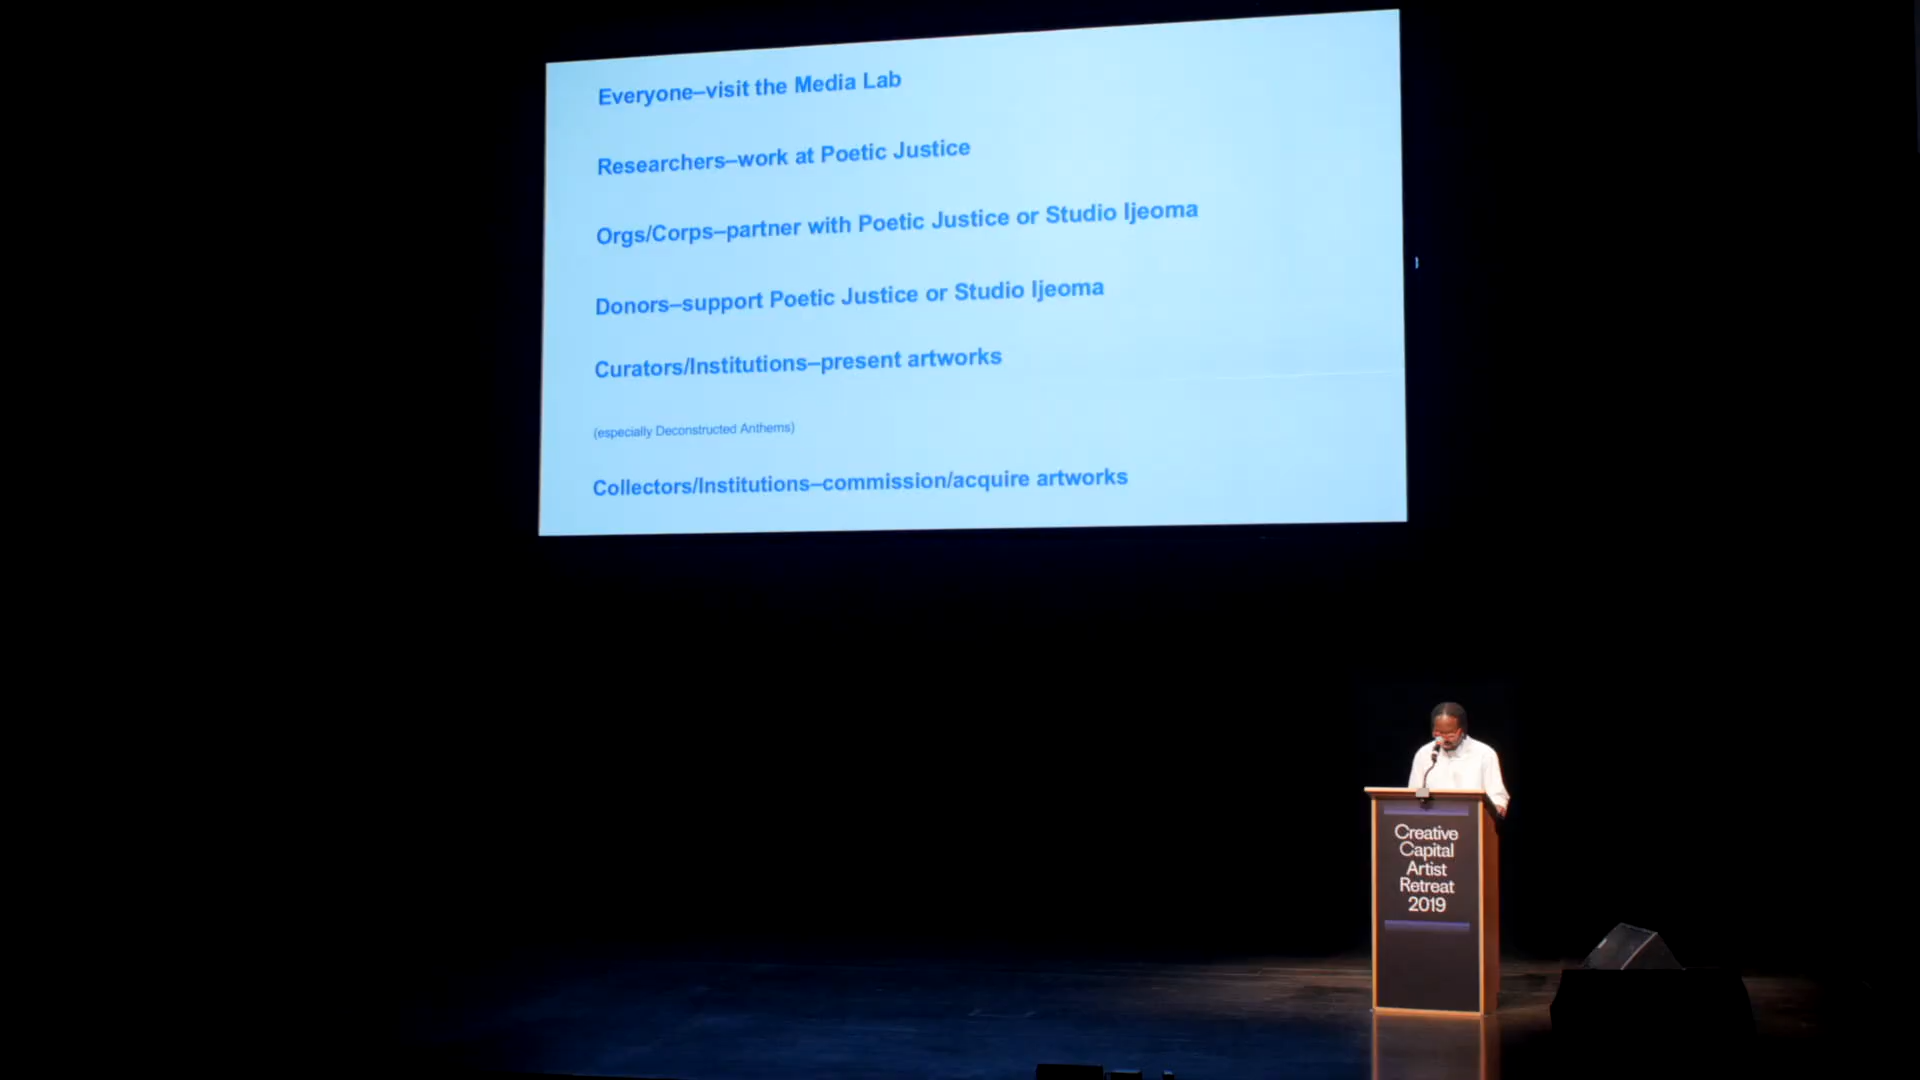 Everyone–visit the Media Lab
Researchers–work at Poetic Justice
Orgs/Corps–partner with Poetic Justice or Studio Ijeoma
Donors–support Poetic Justice or Studio Ijeoma
Curators/Institutions–present artworks
(especially Deconstructed Anthems)
Collectors/Institutions–commission/acquire artworks
Creative
Capital
Artist
Retreat
2019